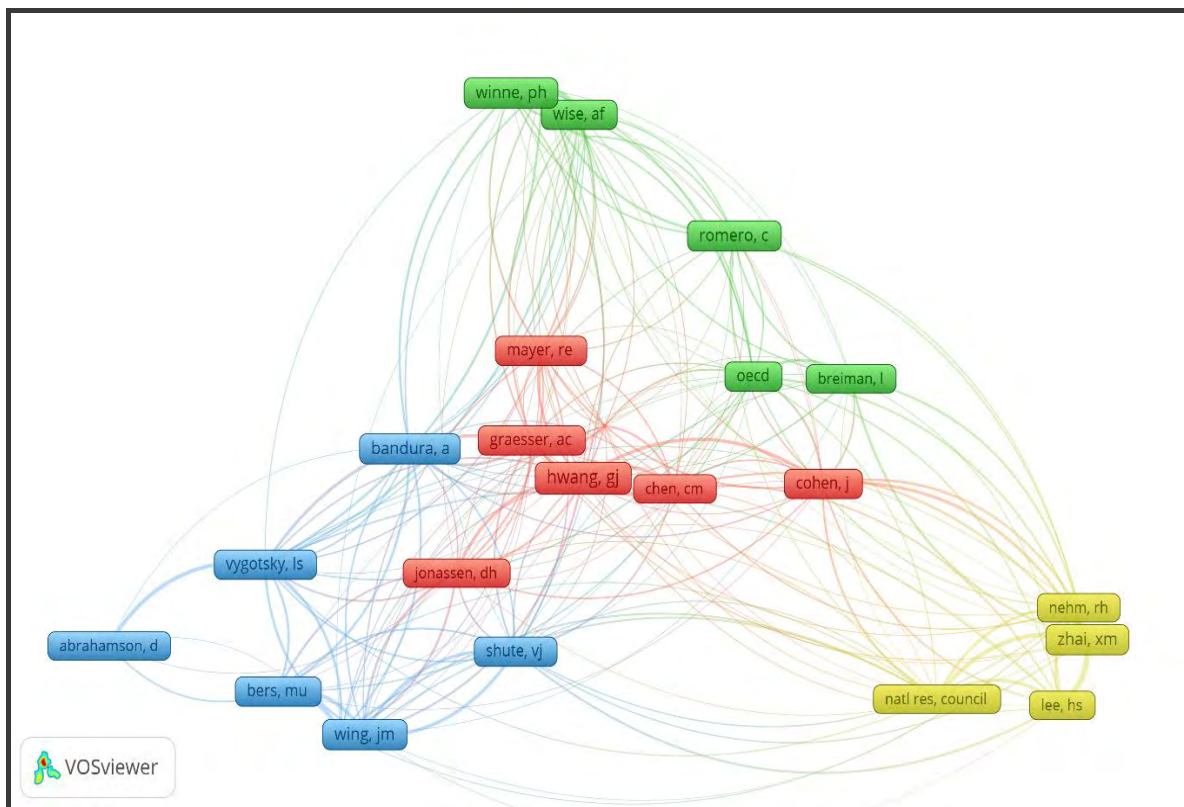 winne, ph
wise, af
romero, c
mayer, re
oecd
breiman, l
bandura, a
graesser, ac
hwang, gj
chen, cm
cohen, j
vygotsky, ls
jonassen, dh
nehm, rh
zhai, xm
abrahamson, d
shute, vj
bers, mu
natl res, council
lee, hs
wing, jm
VOSviewer